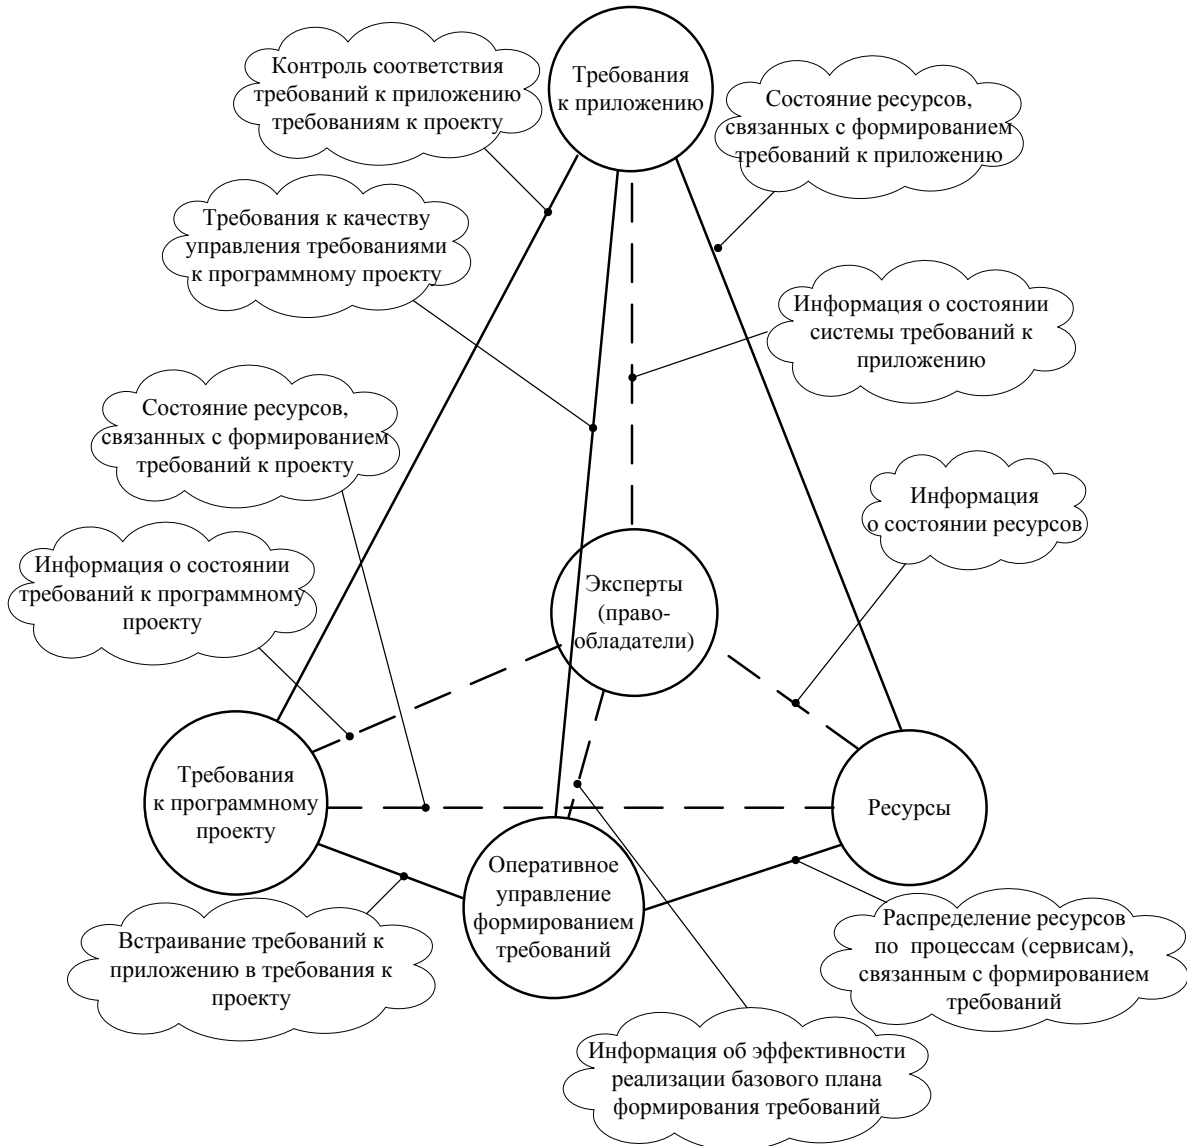 Контроль соответствия
требований к приложению
требованиям к проекту
Требования
к приложению
Состояние ресурсов,
связанных с формированием
требований к приложению
Требования к качеству
управления требованиями
к программному проекту
Информация о состоянии
системы требований к
приложению
Состояние ресурсов,
связанных с формированием
требований к проекту
Информация
о состоянии ресурсов
Информация о состоянии
требований к программному
проекту
Эксперты
(право-
обладатели)
Требования
к программному
проекту
Ресурсы
Оперативное
управление
формированием
требований
Встраивание требований к
приложению в требования к
проекту
Распределение ресурсов
по процессам (сервисам),
связанным с формированием
требований
Информация об эффективности
реализации базового плана
формирования требований